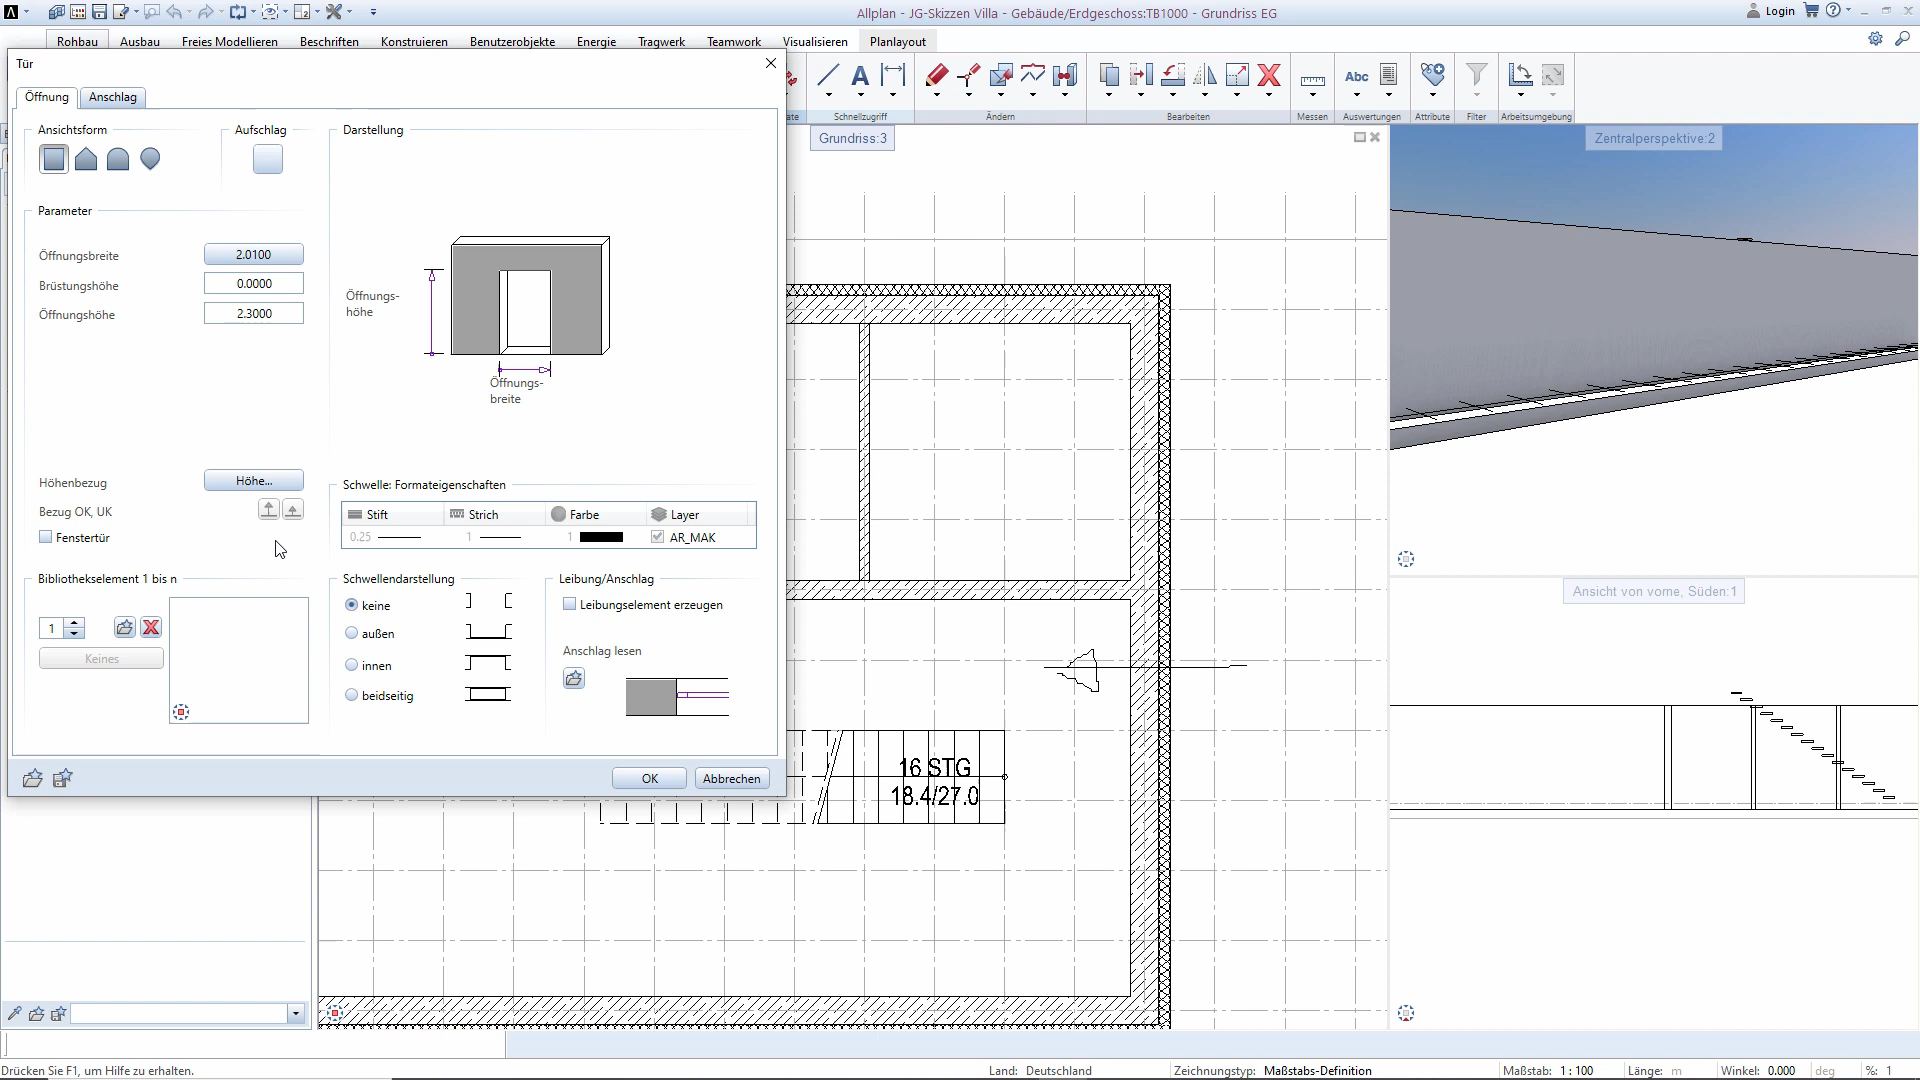 Allplan - JG-Skizzen Villa - Gebäude/Erdgeschoss:TB1000 - Grundriss EG
Login
Rohbau Ausbau Freies Modellieren Beschriften Konstruieren Benutzerobjekte Energie Tragwerk Teamwork Visualisieren Planlayout
Tür
Öffnung Anschlag
Ansichtsform Aufschlag Darstellung
Parameter
Öffnungsbreite 2.0100
Brüstungshöhe 0.0000
Öffnungshöhe 2.3000
Öffnungs-
höhe
Öffnungs-
breite
Höhenbezug Höhe...
Bezug OK, UK
Fenstertür
Schwelle: Formateigenschaften
Stift Strich Farbe Layer
0.25 1 1 AR_MAK
Bibliothekselement 1 bis n
1
Keines
Schwellendarstellung
keine
außen
innen
beidseitig
Leibung/Anschlag
Leibungselement erzeugen
Anschlag lesen
OK Abbrechen
A
Abc
Schnellzugriff Ändern Bearbeiten Messen Auswertungen Attribute Filter Arbeitsumgebung
Grundriss:3
Zentralperspektive:2
Ansicht von vorne, Süden:1
16 STG
18.4/27.0
Drücken Sie F1, um Hilfe zu erhalten.
Land: Deutschland Zeichnungstyp: Maßstabs-Definition Maßstab: 1 : 100 Länge: m Winkel: 0.000 deg %: 1